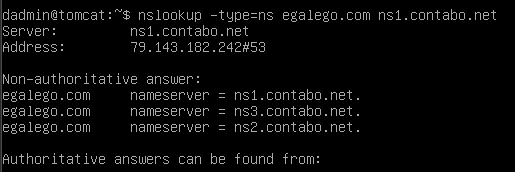 dadmin@tomcat:~$ nslookup -type=ns egalego.com ns1.contabo.net
Server: ns1.contabo.net
Address: 79.143.182.242#53
Non-authoritative answer:
egalego.com nameserver = ns1.contabo.net.
egalego.com nameserver = ns3.contabo.net.
egalego.com nameserver = ns2.contabo.net.
Authoritative answers can be found from: